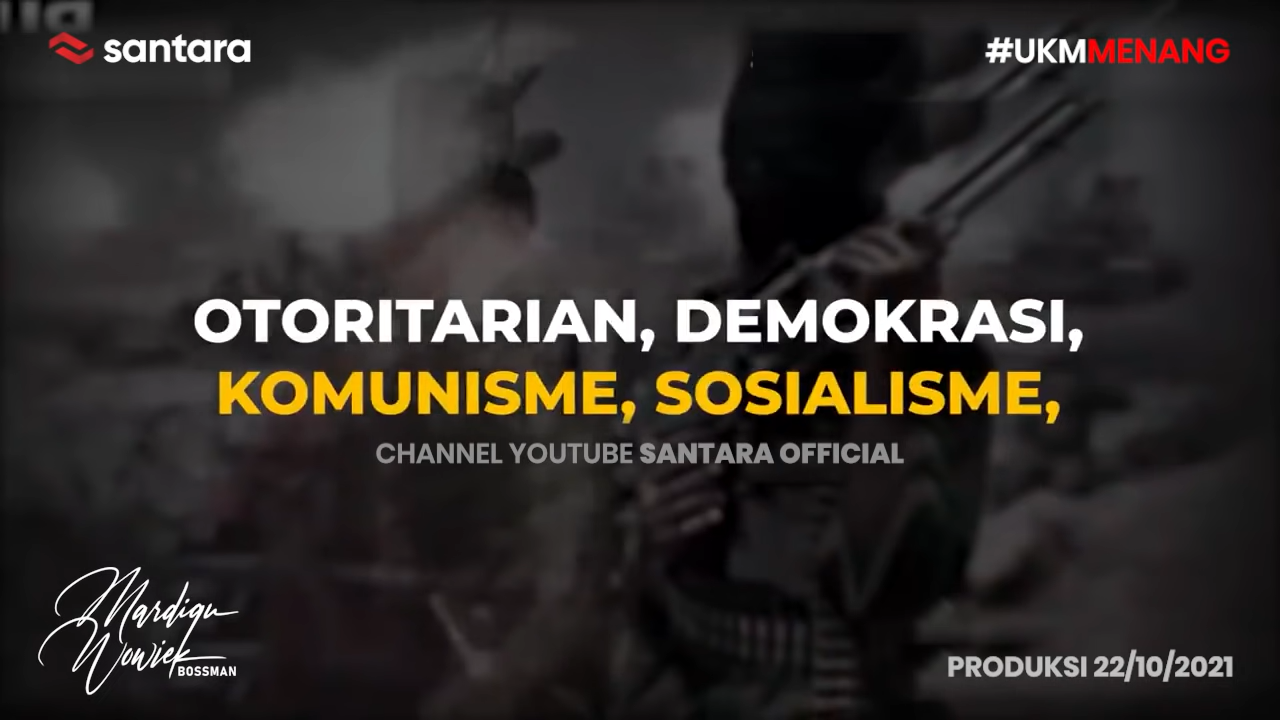 santara
#UKMMENANG
OTORITARIAN, DEMOKRASI,
KOMUNISME, SOSIALISME,
CHANNEL YOUTUBE SANTARA OFFICIAL
Mardigu
Wowiek
BOSSMAN
PRODUKSI 22/10/2021